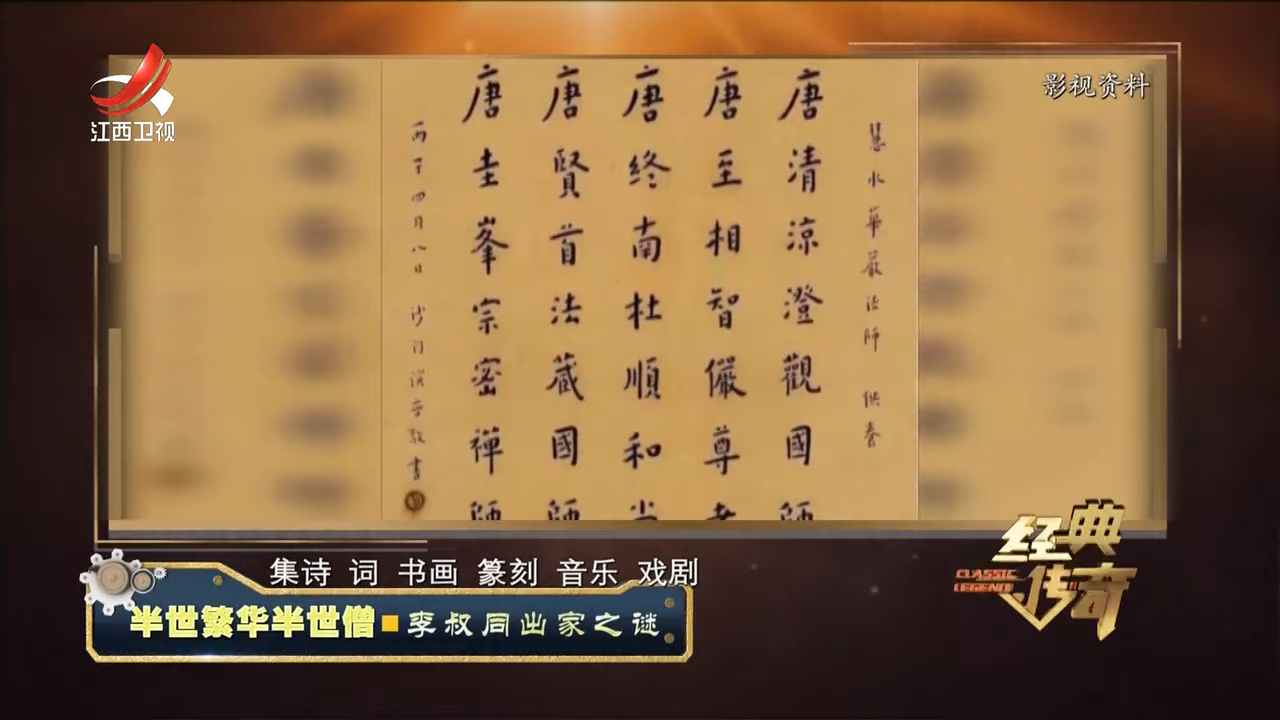 江西卫视
影视资料
慧水華嚴法師 供養
唐清涼澄觀國師
唐至相智儼尊者
唐終南杜順和尚
唐賢首法藏國師
唐圭峯宗密禪師
丙子四月八日 沙門演音敬書
集诗 词 书画 篆刻 音乐 戏剧
半世繁华半世僧■李叔同出家之谜
经典传奇
CLASSIC
LEGEND